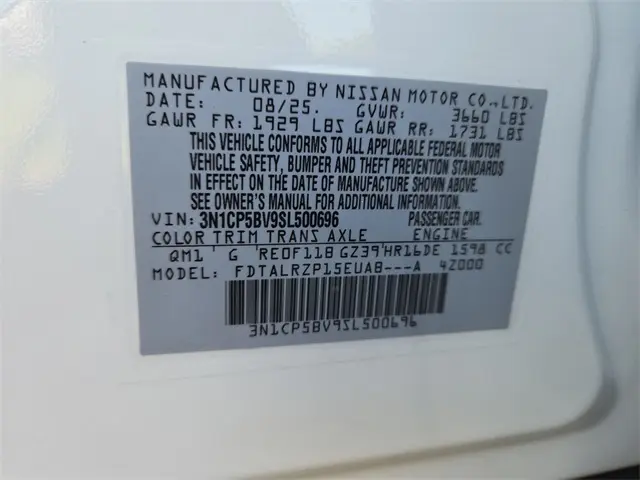 MANUFACTURED BY NISSAN MOTOR CO.,LTD.
DATE: 08/25. GVWR: 3660 LBS
GAWR FR: 1929 LBS GAWR RR: 1731 LBS
THIS VEHICLE CONFORMS TO ALL APPLICABLE FEDERAL MOTOR
VEHICLE SAFETY, BUMPER AND THEFT PREVENTION STANDARDS
IN EFFECT ON THE DATE OF MANUFACTURE SHOWN ABOVE.
SEE OWNER'S MANUAL FOR ADDITIONAL INFORMATION.
VIN: 3N1CP5BV9SL500696 PASSENGER CAR.
COLOR TRIM TRANS AXLE ENGINE
QM1 ' G 'RE0F11B GZ39'HR16DE 1598 CC
MODEL: FDTALRZP15EUAB---A 42000
3N1CP5BV9SL500696